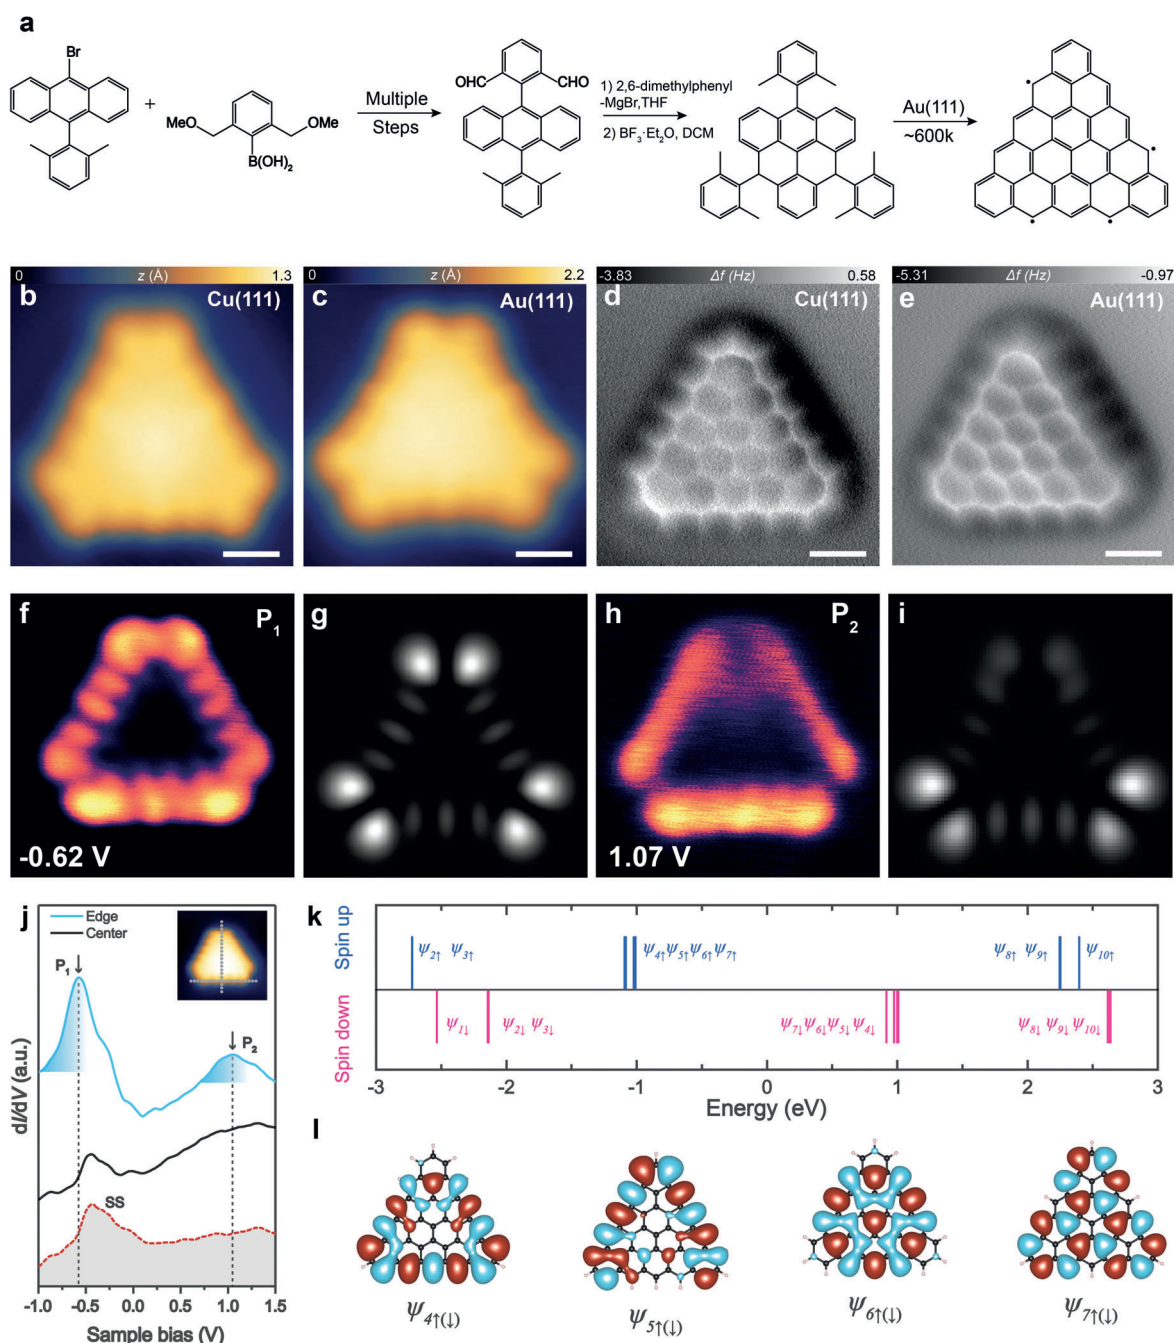 a
Br
+
MeO
OMe
B(OH)2
Multiple
Steps
OHC
CHO
1) 2,6-dimethylphenyl
-MgBr,THF
2) BF3·Et2O, DCM
Au(111)
~600k
0 z (Å) 1.3
b Cu(111)
0 z (Å) 2.2
c Au(111)
-3.83 Δf (Hz) 0.58
d Cu(111)
-5.31 Δf (Hz) -0.97
e Au(111)
f P1
-0.62 V
g
h P2
1.07 V
i
j
Edge
Center
P1
P2
SS
dI/dV (a.u.)
-1.0 -0.5 0.0 0.5 1.0 1.5
Sample bias (V)
k
Spin up
Spin down
ψ2↑ ψ3↑
ψ4↑ψ5↑ψ6↑ψ7↑
ψ8↑ ψ9↑
ψ10↑
ψ1↓
ψ2↓ ψ3↓
ψ7↓ψ6↓ψ5↓ψ4↓
ψ8↓ ψ9↓ ψ10↓
-3 -2 -1 0 1 2 3
Energy (eV)
l
ψ4↑(↓)
ψ5↑(↓)
ψ6↑(↓)
ψ7↑(↓)